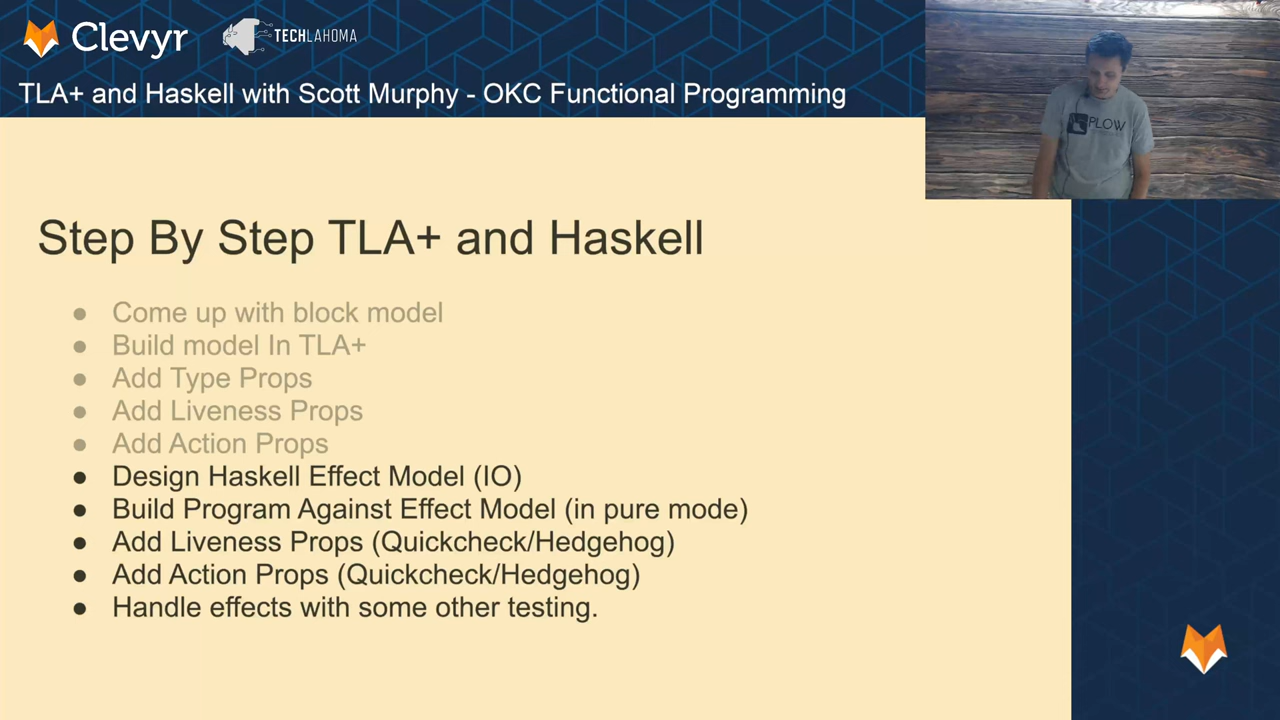 Clevyr
TECHLAHOMA
TLA+ and Haskell with Scott Murphy - OKC Functional Programming
PLOW
Step By Step TLA+ and Haskell
● Come up with block model
● Build model In TLA+
● Add Type Props
● Add Liveness Props
● Add Action Props
● Design Haskell Effect Model (IO)
● Build Program Against Effect Model (in pure mode)
● Add Liveness Props (Quickcheck/Hedgehog)
● Add Action Props (Quickcheck/Hedgehog)
● Handle effects with some other testing.